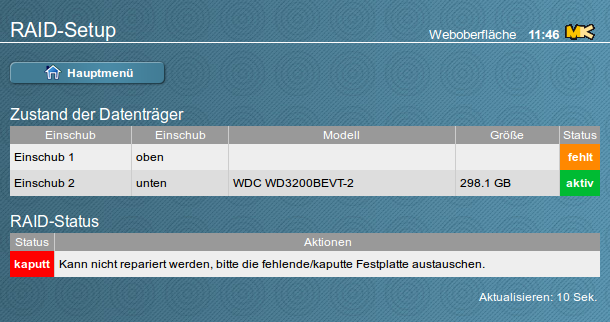 RAID-Setup
Weboberfläche 11:46 MK
Hauptmenü
Zustand der Datenträger
Einschub Einschub Modell Größe Status
Einschub 1 oben fehlt
Einschub 2 unten WDC WD3200BEVT-2 298.1 GB aktiv
RAID-Status
Status Aktionen
kaputt Kann nicht repariert werden, bitte die fehlende/kaputte Festplatte austauschen.
Aktualisieren: 10 Sek.